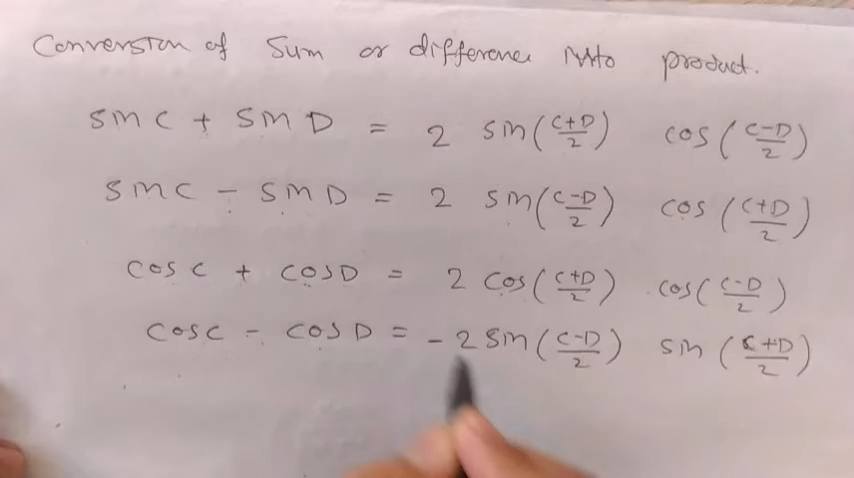 Conversion of Sum or difference into product.
sin C + sin D = 2 sin(C+D/2) cos(C-D/2)
sin C - sin D = 2 sin(C-D/2) cos(C+D/2)
cos C + cos D = 2 cos(C+D/2) cos(C-D/2)
cos C - cos D = -2 sin(C-D/2) sin(C+D/2)